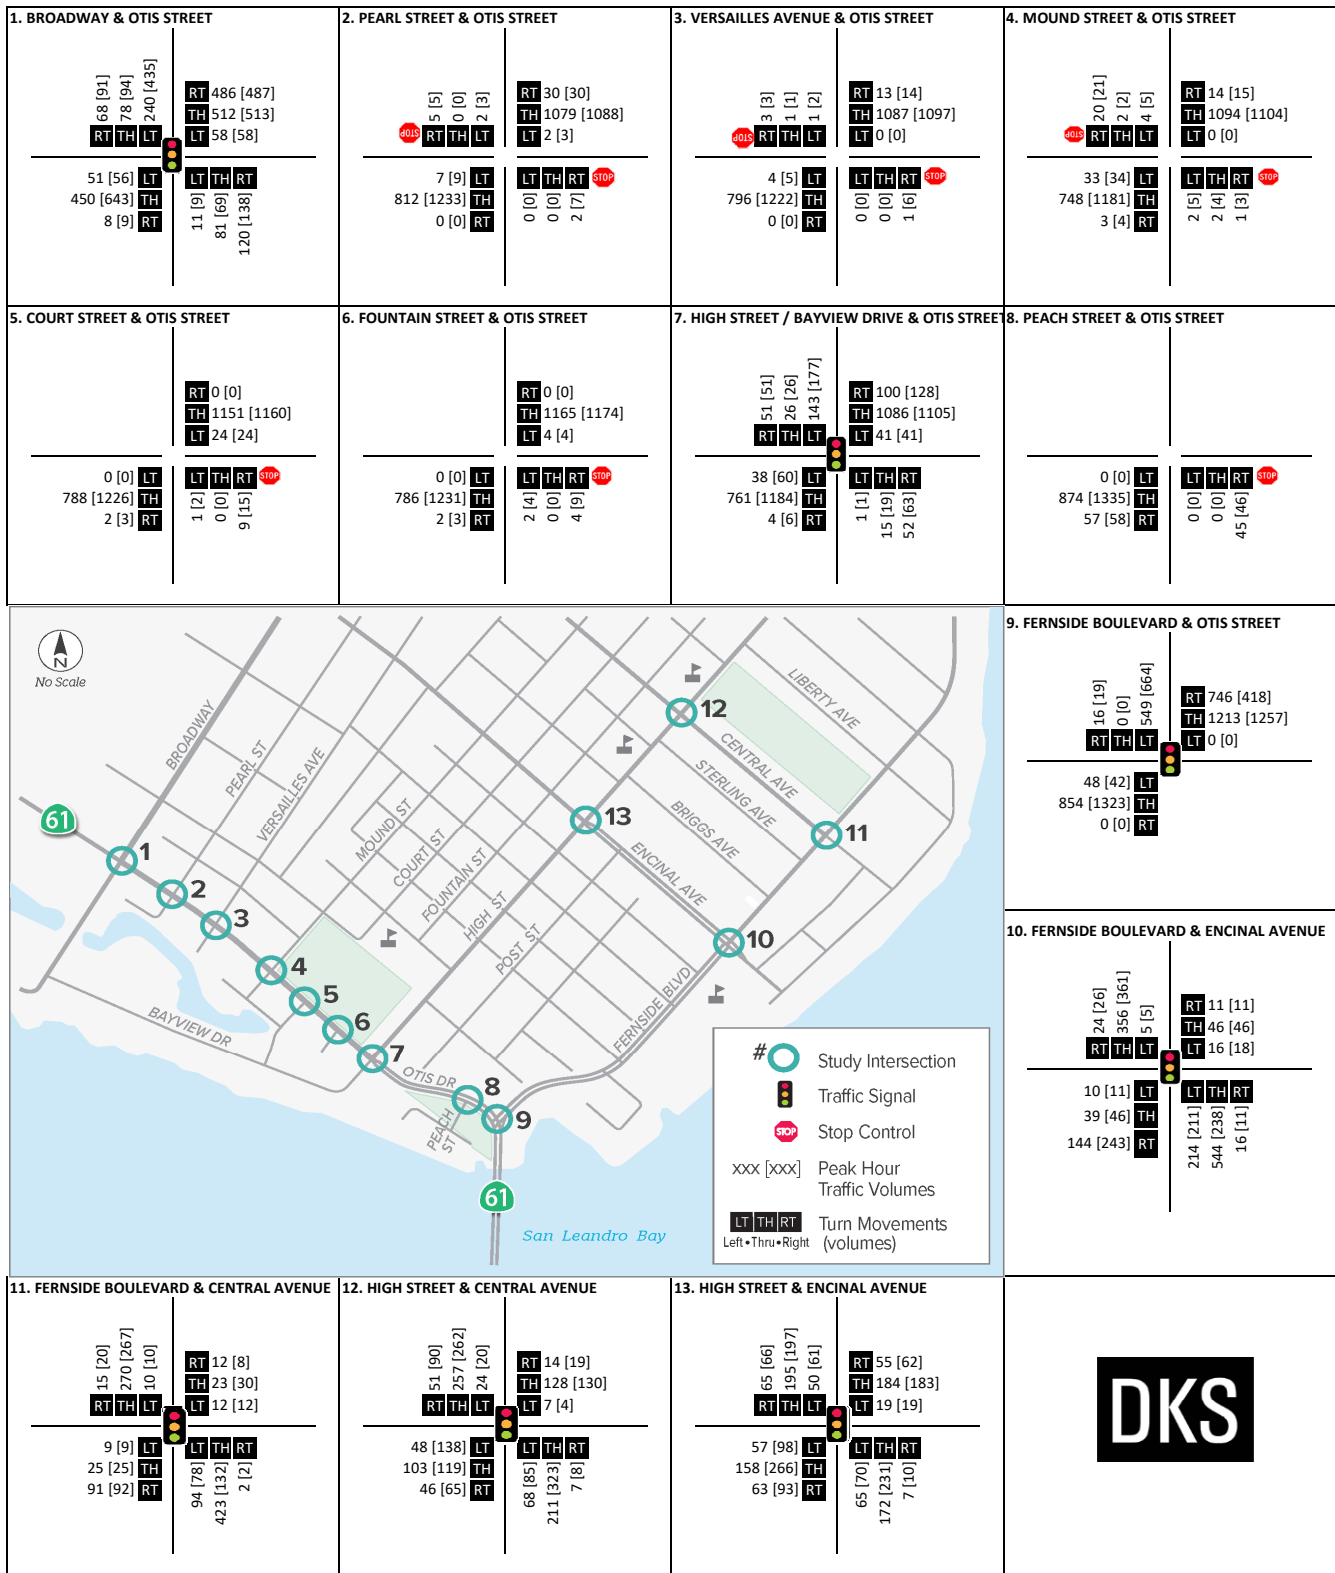 1. BROADWAY & OTIS STREET
68 [91]
78 [94]
240 [435]
RT TH LT
RT 486 [487]
TH 512 [513]
LT 58 [58]
51 [56] LT
450 [643] TH
8 [9] RT
LT TH RT
11 [9]
81 [69]
120 [138]
2. PEARL STREET & OTIS STREET
5 [5]
0 [0]
2 [3]
STOP RT TH LT
RT 30 [30]
TH 1079 [1088]
LT 2 [3]
7 [9] LT
812 [1233] TH
0 [0] RT
LT TH RT STOP
0 [0]
0 [0]
2 [7]
3. VERSAILLES AVENUE & OTIS STREET
3 [3]
1 [1]
1 [2]
STOP RT TH LT
RT 13 [14]
TH 1087 [1097]
LT 0 [0]
4 [5] LT
796 [1222] TH
0 [0] RT
LT TH RT STOP
0 [0]
0 [0]
1 [6]
4. MOUND STREET & OTIS STREET
20 [21]
2 [2]
4 [5]
STOP RT TH LT
RT 14 [15]
TH 1094 [1104]
LT 0 [0]
33 [34] LT
748 [1181] TH
3 [4] RT
LT TH RT STOP
2 [5]
2 [4]
1 [3]
5. COURT STREET & OTIS STREET
RT 0 [0]
TH 1151 [1160]
LT 24 [24]
0 [0] LT
788 [1226] TH
2 [3] RT
LT TH RT STOP
1 [2]
0 [0]
9 [15]
6. FOUNTAIN STREET & OTIS STREET
RT 0 [0]
TH 1165 [1174]
LT 4 [4]
0 [0] LT
786 [1231] TH
2 [3] RT
LT TH RT STOP
2 [4]
0 [0]
4 [9]
7. HIGH STREET / BAYVIEW DRIVE & OTIS STREET
51 [51]
26 [26]
143 [177]
RT TH LT
RT 100 [128]
TH 1086 [1105]
LT 41 [41]
38 [60] LT
761 [1184] TH
4 [6] RT
LT TH RT
1 [1]
15 [19]
52 [63]
8. PEACH STREET & OTIS STREET
0 [0] LT
874 [1335] TH
57 [58] RT
LT TH RT STOP
0 [0]
0 [0]
45 [46]
N
No Scale
61
BROADWAY
PEARL ST
VERSAILLES AVE
MOUND ST
COURT ST
FOUNTAIN ST
HIGH ST
POST ST
LIBERTY AVE
CENTRAL AVE
STERLING AVE
BRIGGS AVE
ENCINAL AVE
FERNSIDE BLVD
BAYVIEW DR
OTIS DR
PEACH ST
1
2
3
4
5
6
7
8
9
10
11
12
13
61
San Leandro Bay
# Study Intersection
Traffic Signal
STOP Stop Control
xxx [xxx] Peak Hour
Traffic Volumes
LT TH RT Turn Movements
Left•Thru•Right (volumes)
9. FERNSIDE BOULEVARD & OTIS STREET
16 [19]
0 [0]
549 [664]
RT TH LT
RT 746 [418]
TH 1213 [1257]
LT 0 [0]
48 [42] LT
854 [1323] TH
0 [0] RT
10. FERNSIDE BOULEVARD & ENCINAL AVENUE
24 [26]
356 [361]
5 [5]
RT TH LT
RT 11 [11]
TH 46 [46]
LT 16 [18]
10 [11] LT
39 [46] TH
144 [243] RT
LT TH RT
214 [211]
544 [238]
16 [11]
11. FERNSIDE BOULEVARD & CENTRAL AVENUE
15 [20]
270 [267]
10 [10]
RT TH LT
RT 12 [8]
TH 23 [30]
LT 12 [12]
9 [9] LT
25 [25] TH
91 [92] RT
LT TH RT
94 [78]
423 [132]
2 [2]
12. HIGH STREET & CENTRAL AVENUE
51 [90]
257 [262]
24 [20]
RT TH LT
RT 14 [19]
TH 128 [130]
LT 7 [4]
48 [138] LT
103 [119] TH
46 [65] RT
LT TH RT
68 [85]
211 [323]
7 [8]
13. HIGH STREET & ENCINAL AVENUE
65 [66]
195 [197]
50 [61]
RT TH LT
RT 55 [62]
TH 184 [183]
LT 19 [19]
57 [98] LT
158 [266] TH
63 [93] RT
LT TH RT
65 [70]
172 [231]
7 [10]
DKS